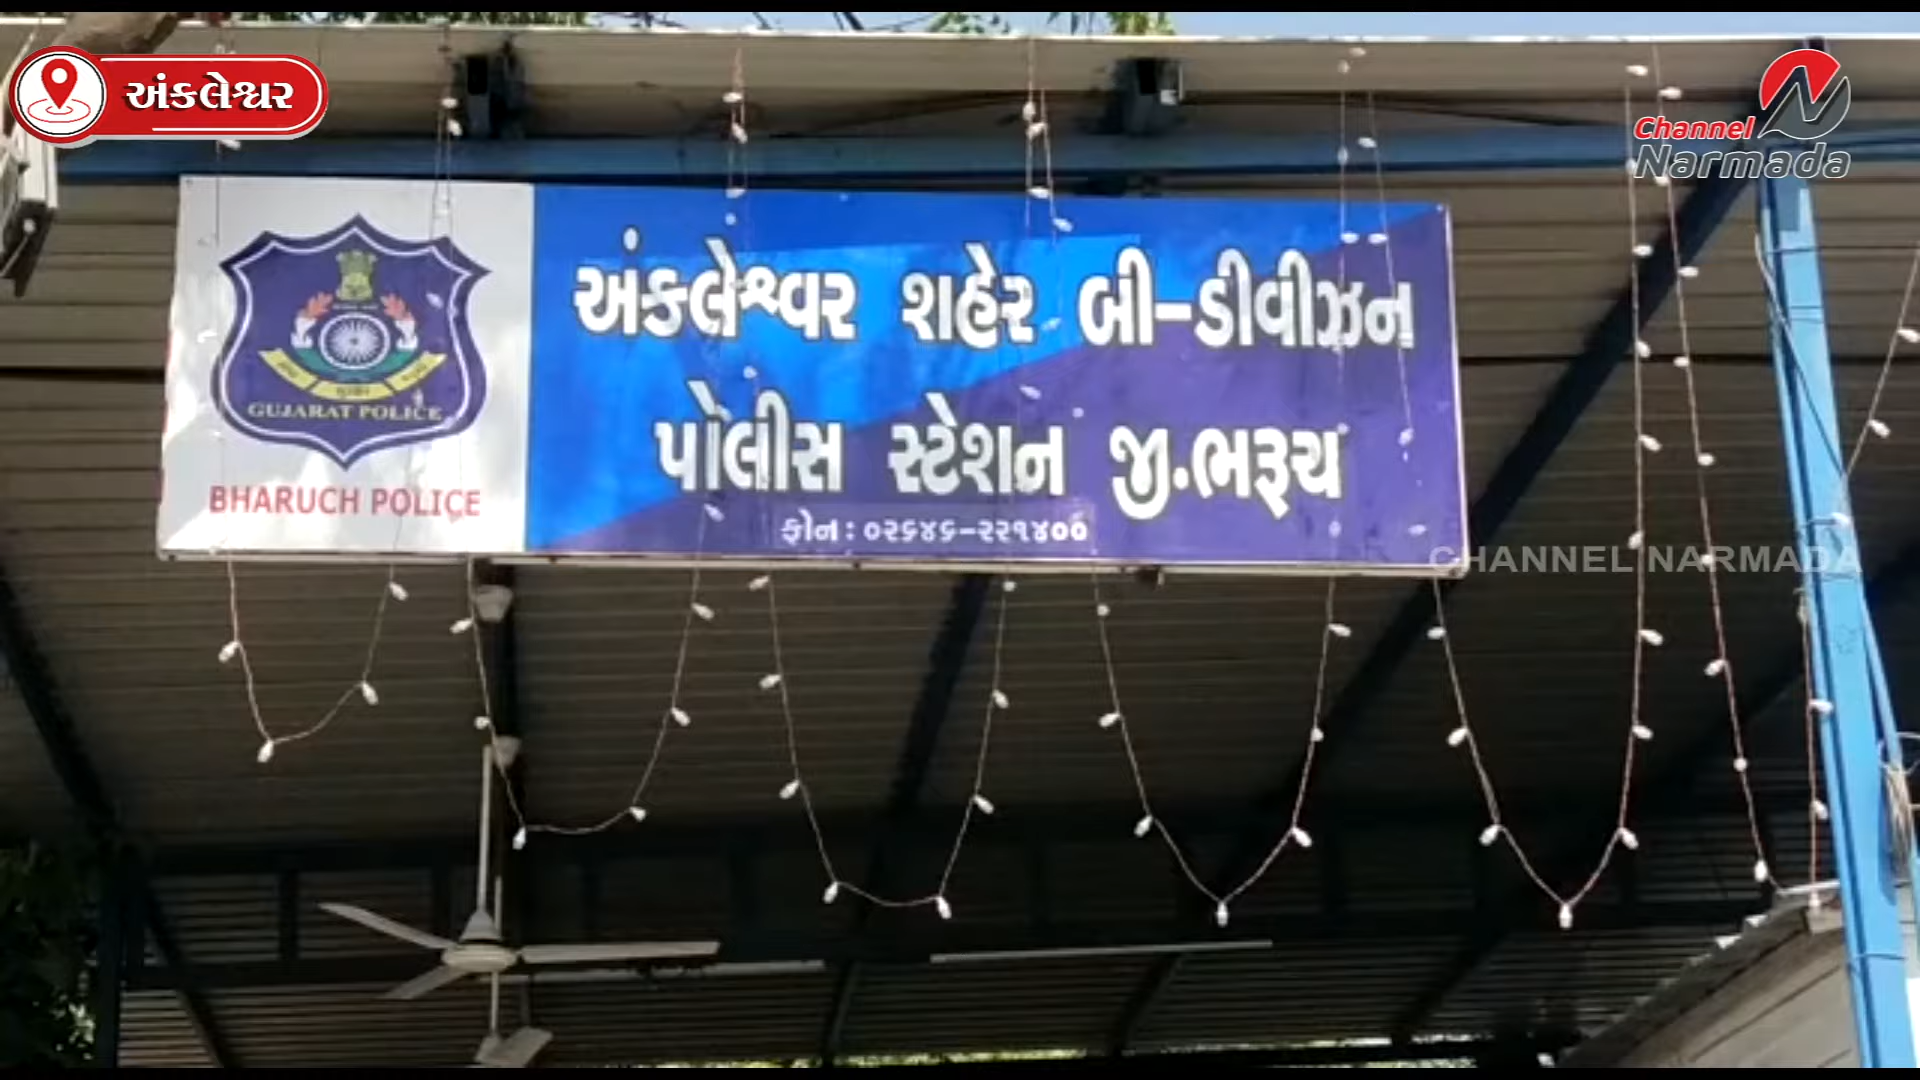 અંકલેશ્વર
Channel
Narmada
અંકલેશ્વર શહેર બી-ડીવીઝન
પોલીસ સ્ટેશન જી.ભરૂચ
ફોન : ૦૨૬૪૬-૨૨૧૪૦૦
GUJARAT POLICE
BHARUCH POLICE
CHANNEL NARMADA